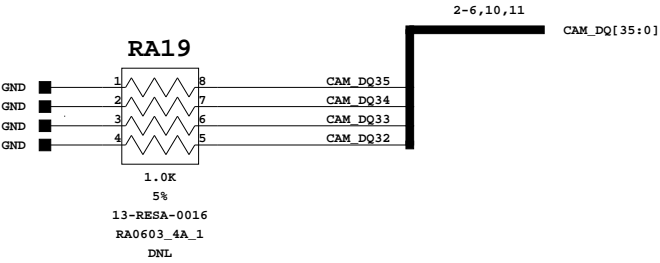 2-6,10,11
CAM_DQ[35:0]
RA19
GND 1 8 CAM_DQ35
GND 2 7 CAM_DQ34
GND 3 6 CAM_DQ33
GND 4 5 CAM_DQ32
1.0K
5%
13-RESA-0016
RA0603_4A_1
DNL